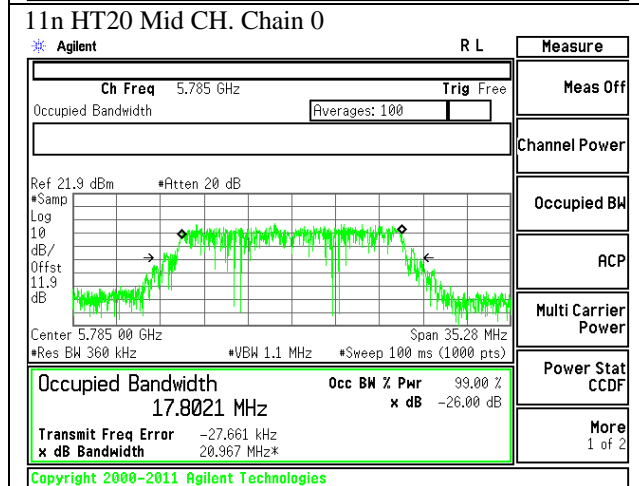 11n HT20 Mid CH. Chain 0
Agilent R L
Ch Freq 5.785 GHz Trig Free
Occupied Bandwidth Averages: 100
Ref 21.9 dBm #Atten 20 dB
#Samp
Log
10
dB/
Offst
11.9
dB
Center 5.785 00 GHz Span 35.28 MHz
#Res BW 360 kHz #VBW 1.1 MHz #Sweep 100 ms (1000 pts)
Occupied Bandwidth Occ BW % Pwr 99.00 %
17.8021 MHz x dB -26.00 dB
Transmit Freq Error -27.661 kHz
x dB Bandwidth 20.967 MHz*
Copyright 2000-2011 Agilent Technologies
Measure
Meas Off
Channel Power
Occupied BW
ACP
Multi Carrier
Power
Power Stat
CCDF
More
1 of 2